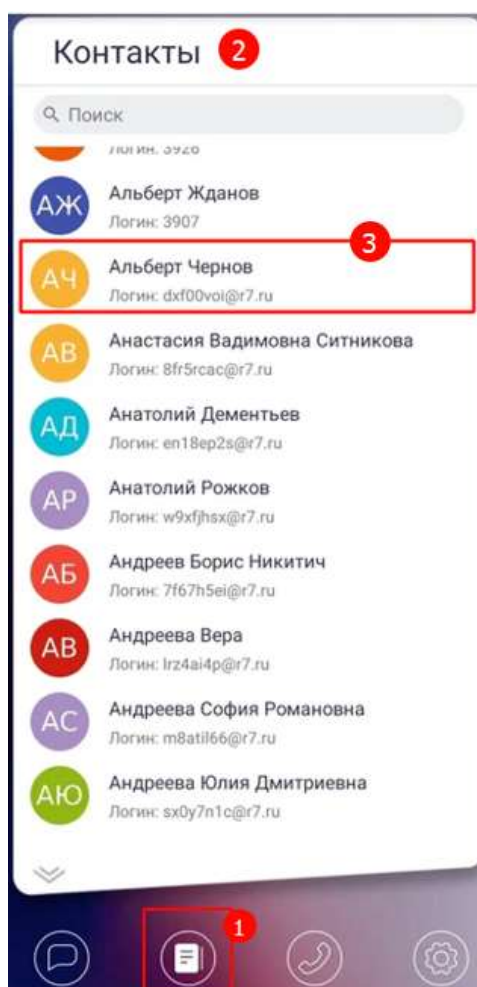 Контакты 2
Поиск
Логин: 3926
АЖ Альберт Жданов
Логин: 3907
3
АЧ Альберт Чернов
Логин: dxf00voi@r7.ru
АВ Анастасия Вадимовна Ситникова
Логин: 8fr5rcac@r7.ru
АД Анатолий Дементьев
Логин: en18ep2s@r7.ru
АР Анатолий Рожков
Логин: w9xfjhsx@r7.ru
АБ Андреев Борис Никитич
Логин: 7f67h5ei@r7.ru
АВ Андреева Вера
Логин: lrz4ai4p@r7.ru
АС Андреева София Романовна
Логин: m8atil66@r7.ru
АЮ Андреева Юлия Дмитриевна
Логин: sx0y7n1c@r7.ru
1